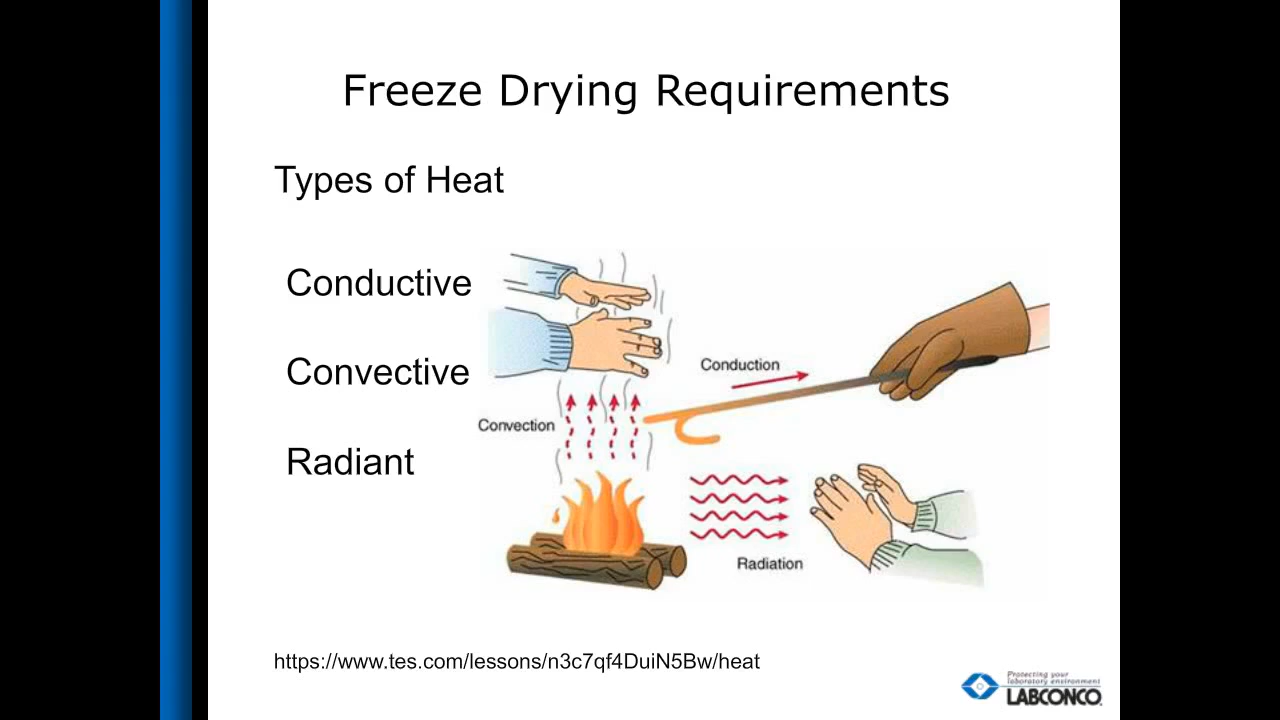 Freeze Drying Requirements
Types of Heat
Conductive
Convective
Radiant
Conduction
Convection
Radiation
https://www.tes.com/lessons/n3c7qf4DuiN5Bw/heat
Protecting your
laboratory environment
LABCONCO